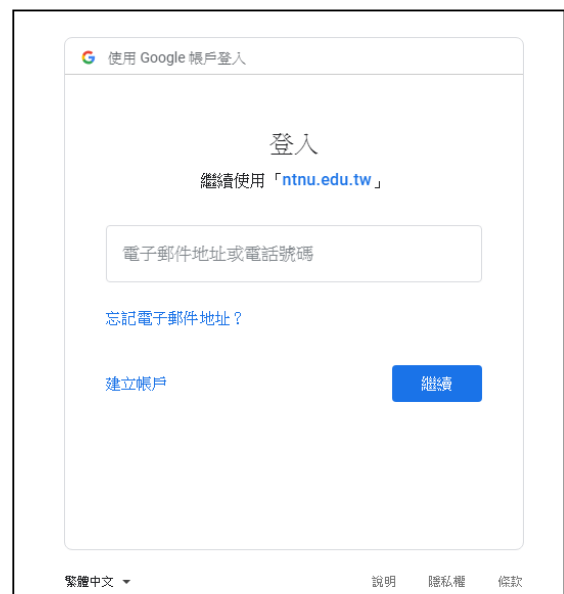 使用 Google 帳戶登入
登入
繼續使用「ntnu.edu.tw」
電子郵件地址或電話號碼
忘記電子郵件地址？
建立帳戶 繼續
繁體中文 說明 隱私權 條款